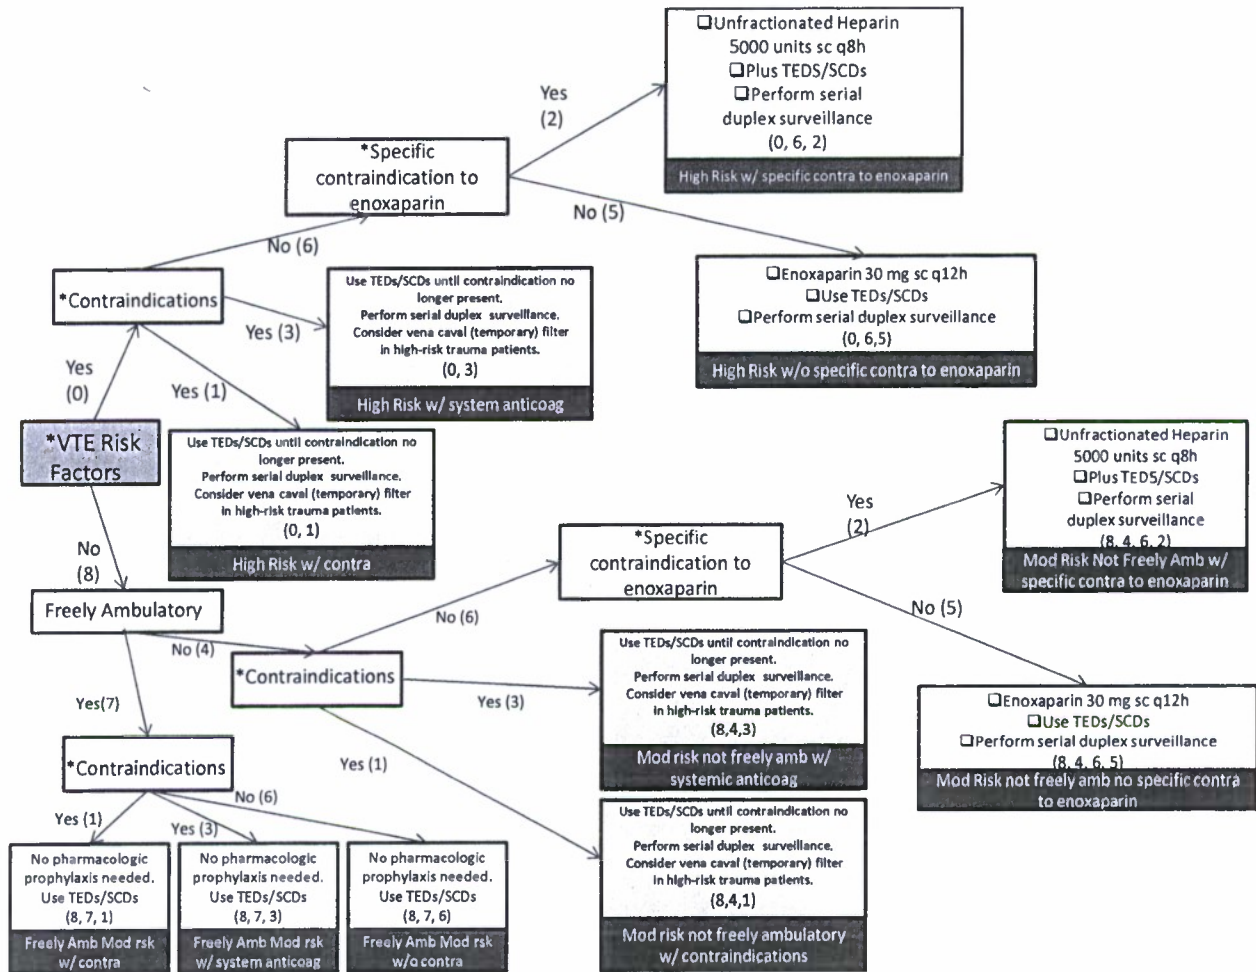 ❑Unfractionated Heparin
5000 units sc q8h
❑Plus TEDS/SCDs
❑Perform serial
duplex surveillance
(0, 6, 2)
High Risk w/ specific contra to enoxaparin
Yes
(2)
*Specific
contraindication to
enoxaparin
No (5)
No (6)
❑Enoxaparin 30 mg sc q12h
❑Use TEDs/SCDs
❑Perform serial duplex surveillance
(0, 6,5)
High Risk w/o specific contra to enoxaparin
*Contraindications
Yes (3)
Use TEDs/SCDs until contraindication no
longer present.
Perform serial duplex surveillance.
Consider vena caval (temporary) filter
in high-risk trauma patients.
(0, 3)
High Risk w/ system anticoag
Yes
(0)
Yes (1)
*VTE Risk
Factors
Use TEDs/SCDs until contraindication no
longer present.
Perform serial duplex surveillance.
Consider vena caval (temporary) filter
in high-risk trauma patients.
(0, 1)
High Risk w/ contra
No
(8)
❑Unfractionated Heparin
5000 units sc q8h
❑Plus TEDS/SCDs
❑Perform serial
duplex surveillance
(8, 4, 6, 2)
Mod Risk Not Freely Amb w/
specific contra to enoxaparin
Yes
(2)
*Specific
contraindication to
enoxaparin
No (5)
No (6)
Freely Ambulatory
No (4)
*Contraindications
Yes (3)
Use TEDs/SCDs until contraindication no
longer present.
Perform serial duplex surveillance.
Consider vena caval (temporary) filter
in high-risk trauma patients.
(8,4,3)
Mod risk not freely amb w/
systemic anticoag
❑Enoxaparin 30 mg sc q12h
❑Use TEDs/SCDs
❑Perform serial duplex surveillance
(8, 4, 6, 5)
Mod Risk not freely amb no specific contra
to enoxaparin
Yes(7)
Yes (1)
*Contraindications
Use TEDs/SCDs until contraindication no
longer present.
Perform serial duplex surveillance.
Consider vena caval (temporary) filter
in high-risk trauma patients.
(8,4,1)
Mod risk not freely ambulatory
w/ contraindications
Yes (1)
Yes (3)
No (6)
No pharmacologic
prophylaxis needed.
Use TEDs/SCDs
(8, 7, 1)
Freely Amb Mod rsk
w/ contra
No pharmacologic
prophylaxis needed.
Use TEDs/SCDs
(8, 7, 3)
Freely Amb Mod rsk
w/ system anticoag
No pharmacologic
prophylaxis needed.
Use TEDs/SCDs
(8, 7, 6)
Freely Amb Mod rsk
w/o contra